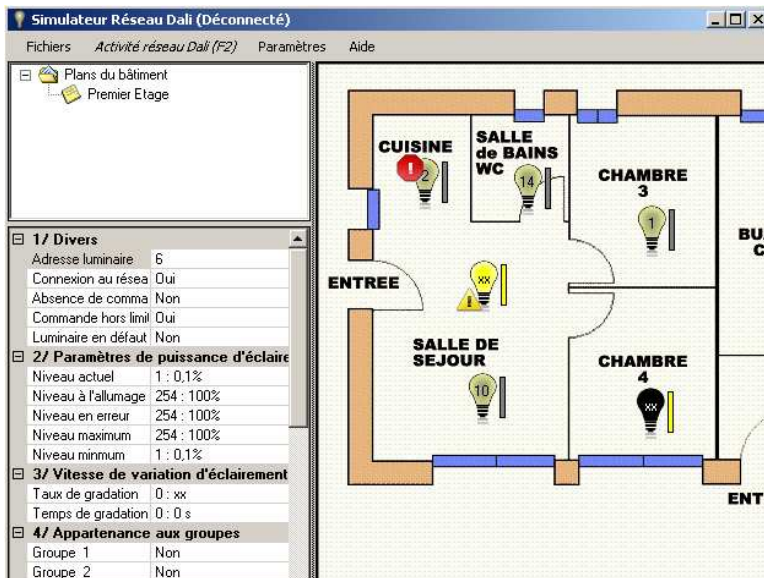 Simulateur Réseau Dali (Déconnecté)
Fichiers Activité réseau Dali (F2) Paramètres Aide
Plans du bâtiment
Premier Etage
1/ Divers
Adresse luminaire 6
Connexion au résea Oui
Absence de comma Non
Commande hors limit Oui
Luminaire en défaut Non
2/ Paramètres de puissance d'éclaire
Niveau actuel 1 : 0,1%
Niveau à l'allumage 254 : 100%
Niveau en erreur 254 : 100%
Niveau maximum 254 : 100%
Niveau minmum 1 : 0,1%
3/ Vitesse de variation d'éclairement
Taux de gradation 0 : xx
Temps de gradation 0 : 0 s
4/ Appartenance aux groupes
Groupe 1 Non
Groupe 2 Non
CUISINE
2
SALLE
de BAINS
WC
14
CHAMBRE
3
1
BU
C
ENTREE
xx
SALLE DE
SEJOUR
10
CHAMBRE
4
xx
ENT